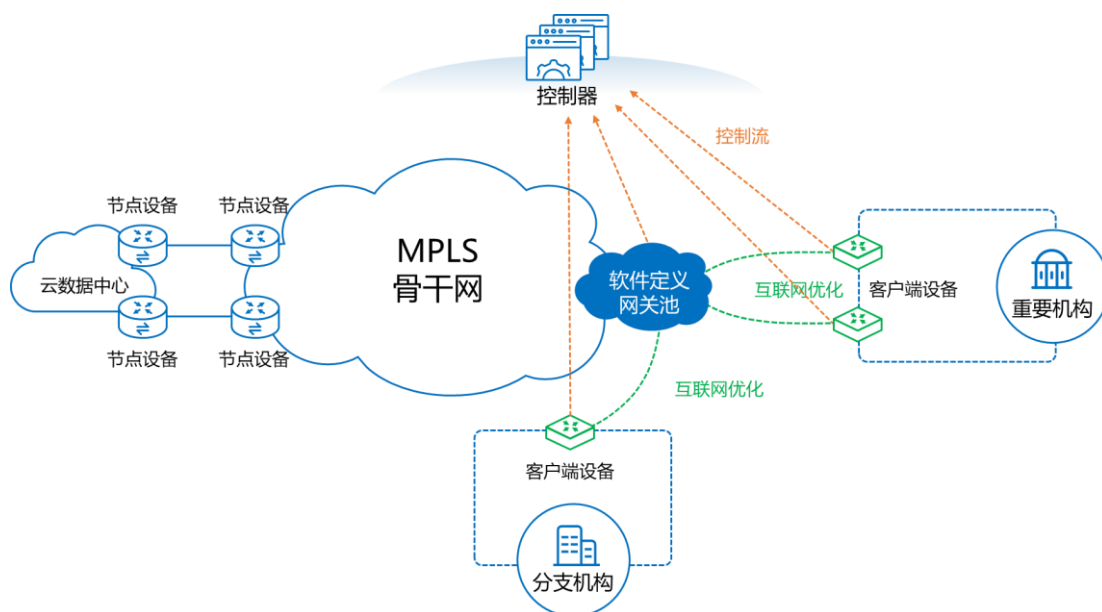 控制器
控制流
节点设备
节点设备
MPLS
骨干网
云数据中心
软件定义
网关池
互联网优化
客户端设备
重要机构
节点设备
节点设备
互联网优化
客户端设备
分支机构